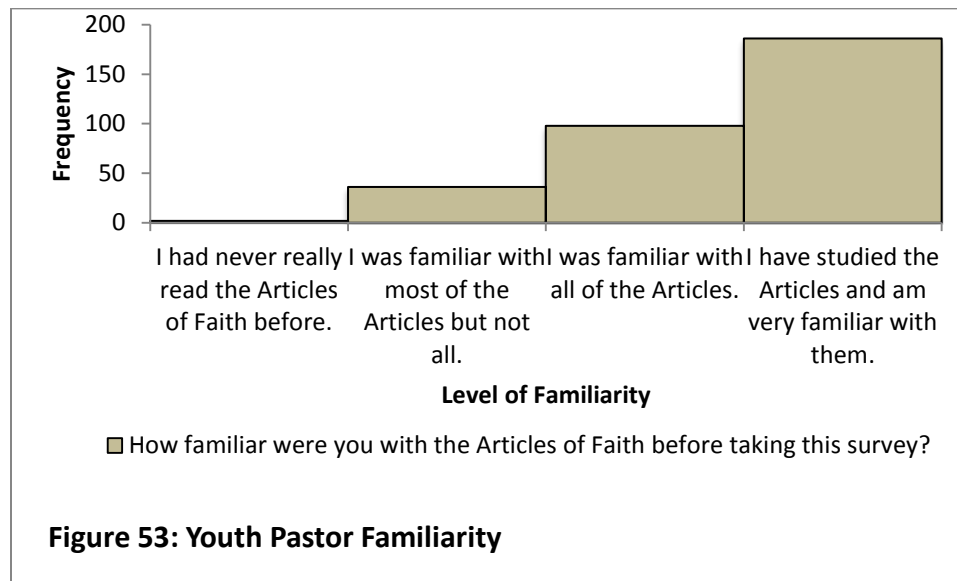 200
150
100
50
0
Frequency
I had never really read the Articles of Faith before.
I was familiar with most of the Articles but not all.
I was familiar with all of the Articles.
I have studied the Articles and am very familiar with them.
Level of Familiarity
How familiar were you with the Articles of Faith before taking this survey?
Figure 53: Youth Pastor Familiarity